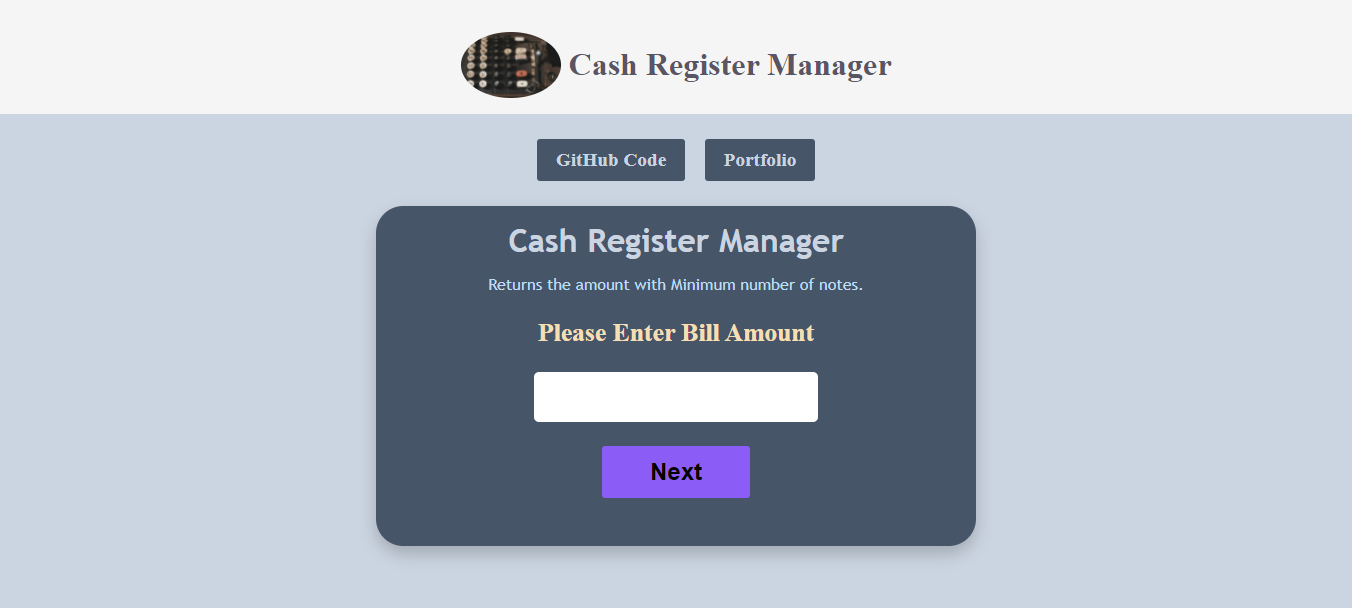 Cash Register Manager
GitHub Code
Portfolio
Cash Register Manager
Returns the amount with Minimum number of notes.
Please Enter Bill Amount
Next